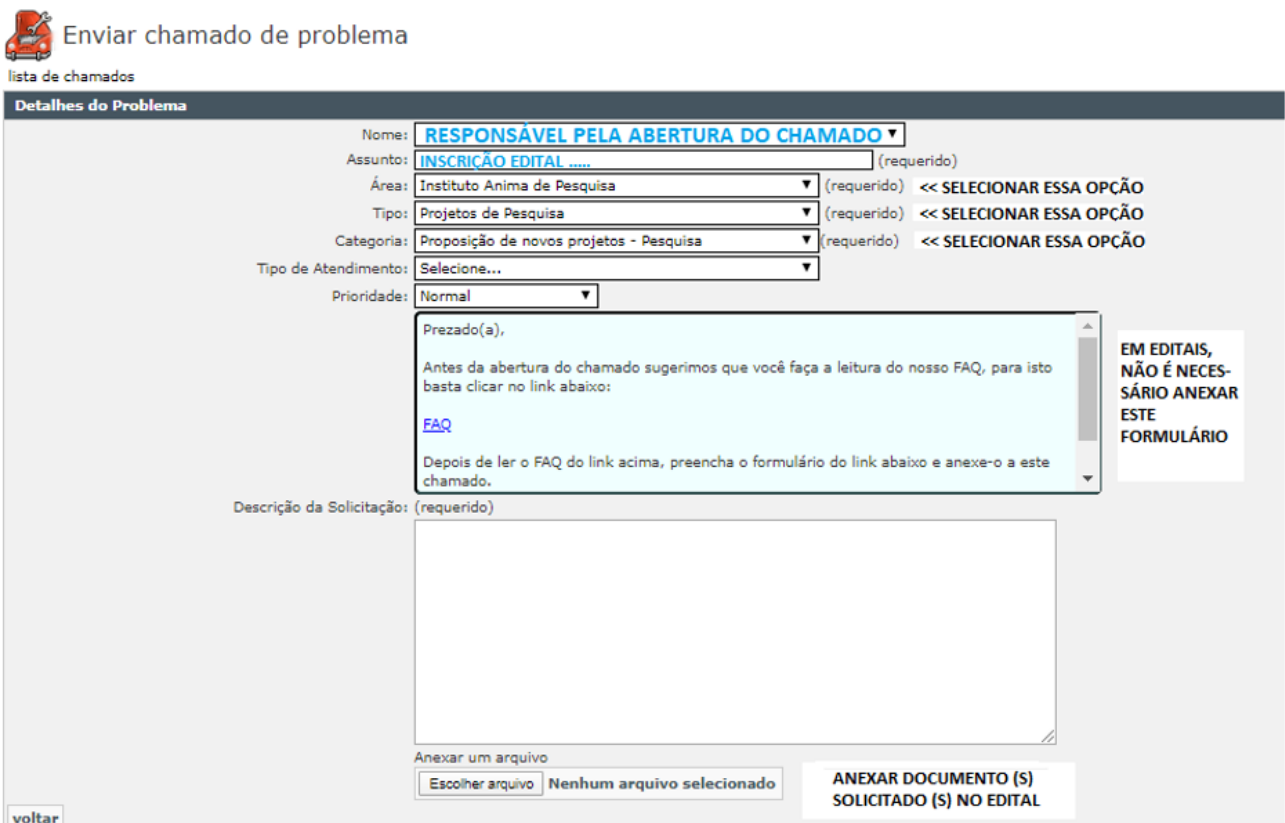 Enviar chamado de problema
lista de chamados
Detalhes do Problema
Nome: RESPONSÁVEL PELA ABERTURA DO CHAMADO
Assunto: INSCRIÇÃO EDITAL ..... (requerido)
Área: Instituto Anima de Pesquisa (requerido) << SELECIONAR ESSA OPÇÃO
Tipo: Projetos de Pesquisa (requerido) << SELECIONAR ESSA OPÇÃO
Categoria: Proposição de novos projetos - Pesquisa (requerido) << SELECIONAR ESSA OPÇÃO
Tipo de Atendimento: Selecione...
Prioridade: Normal
Prezado(a),
Antes da abertura do chamado sugerimos que você faça a leitura do nosso FAQ, para isto
basta clicar no link abaixo:
FAQ
Depois de ler o FAQ do link acima, preencha o formulário do link abaixo e anexe-o a este
chamado.
EM EDITAIS,
NÃO É NECES-
SÁRIO ANEXAR
ESTE
FORMULÁRIO
Descrição da Solicitação: (requerido)
Anexar um arquivo
Escolher arquivo Nenhum arquivo selecionado
ANEXAR DOCUMENTO (S)
SOLICITADO (S) NO EDITAL
voltar